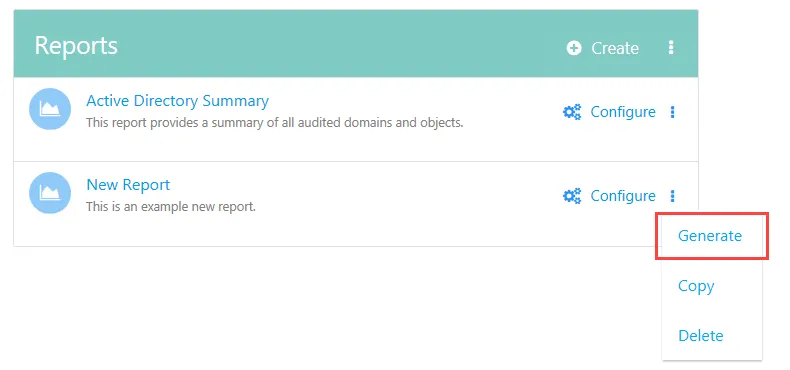 Reports
Create
Active Directory Summary
This report provides a summary of all audited domains and objects.
Configure
New Report
This is an example new report.
Configure
Generate
Copy
Delete